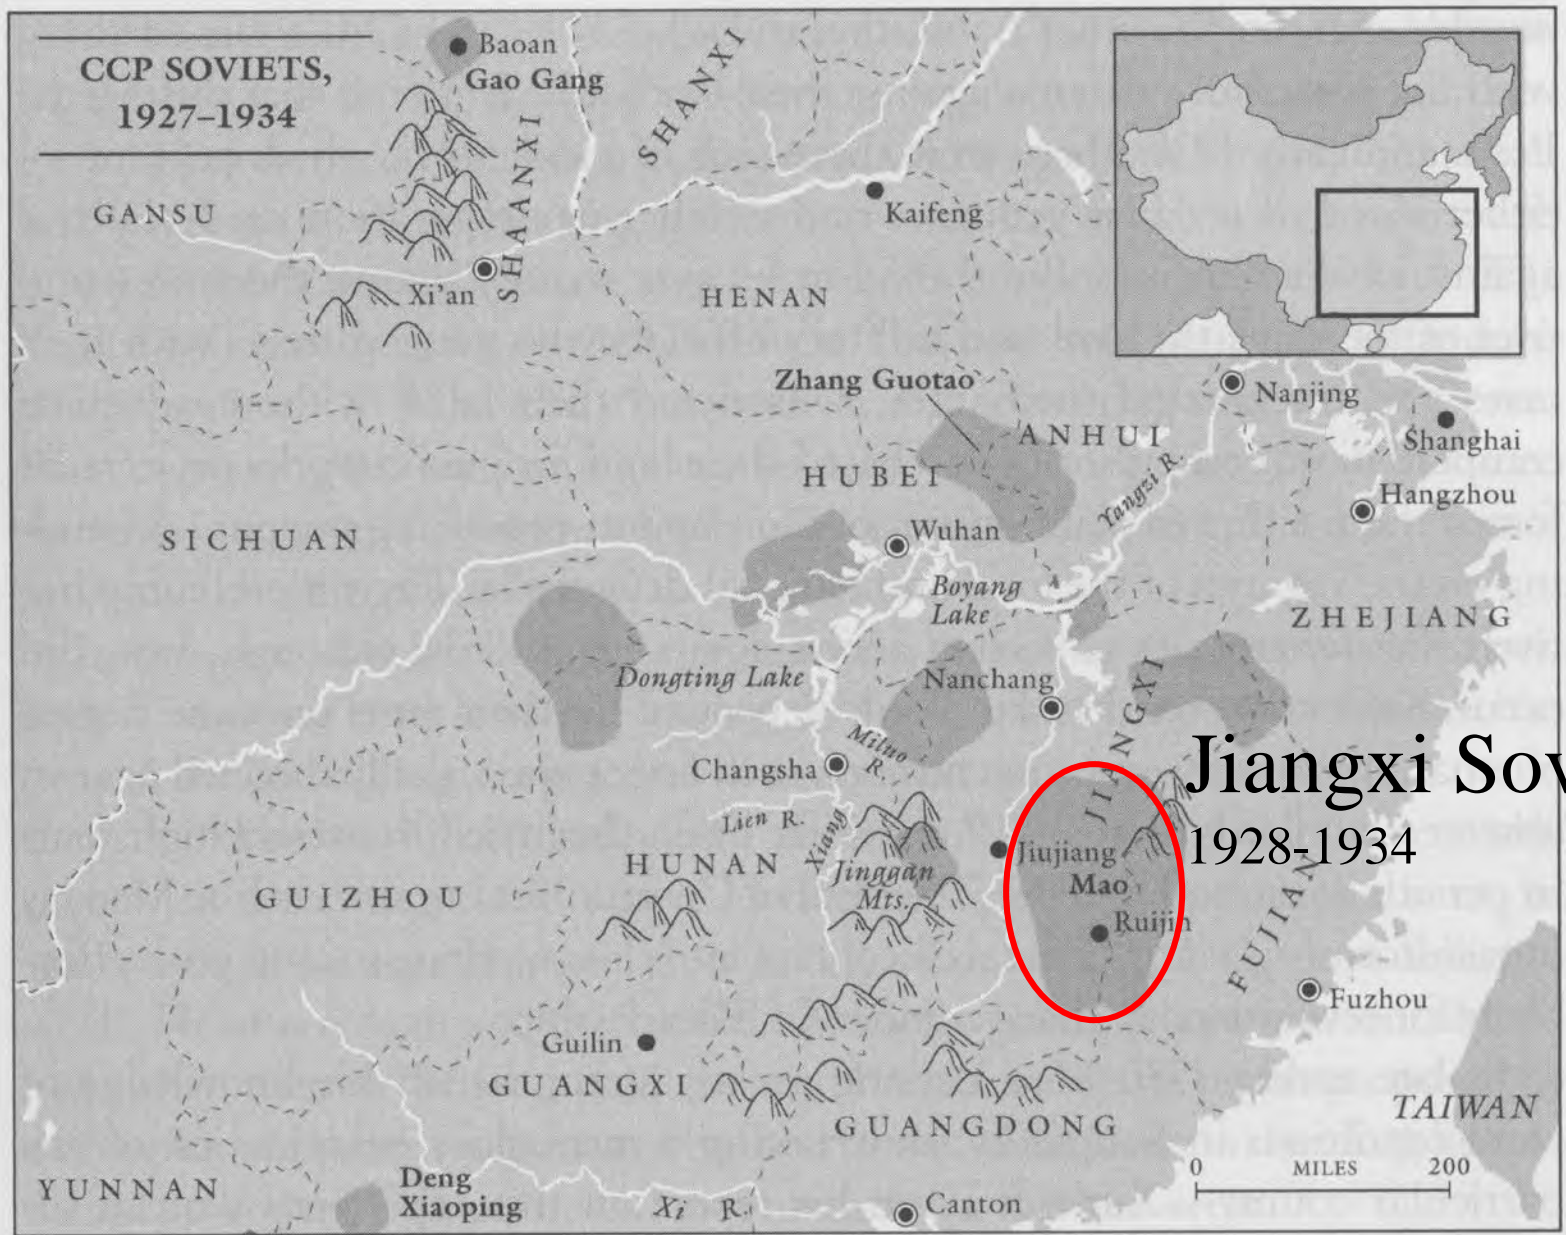 CCP SOVIETS,
1927–1934
Baoan
Gao Gang
SHANXI
SHAANXI
GANSU
Kaifeng
Xi'an
HENAN
Zhang Guotao
Nanjing
ANHUI
Shanghai
HUBEI
Yangzi R.
Hangzhou
SICHUAN
Wuhan
Boyang
Lake
ZHEJIANG
Dongting Lake
Nanchang
JIANGXI
Miluo
R.
Changsha
Jiangxi Sov
1928-1934
Lien R.
Xiang
HUNAN
Jinggan
Mts.
Jiujiang
Mao
Ruijin
GUIZHOU
FUJIAN
Fuzhou
Guilin
GUANGXI
GUANGDONG
TAIWAN
0 MILES 200
YUNNAN
Deng
Xiaoping
Xi R.
Canton